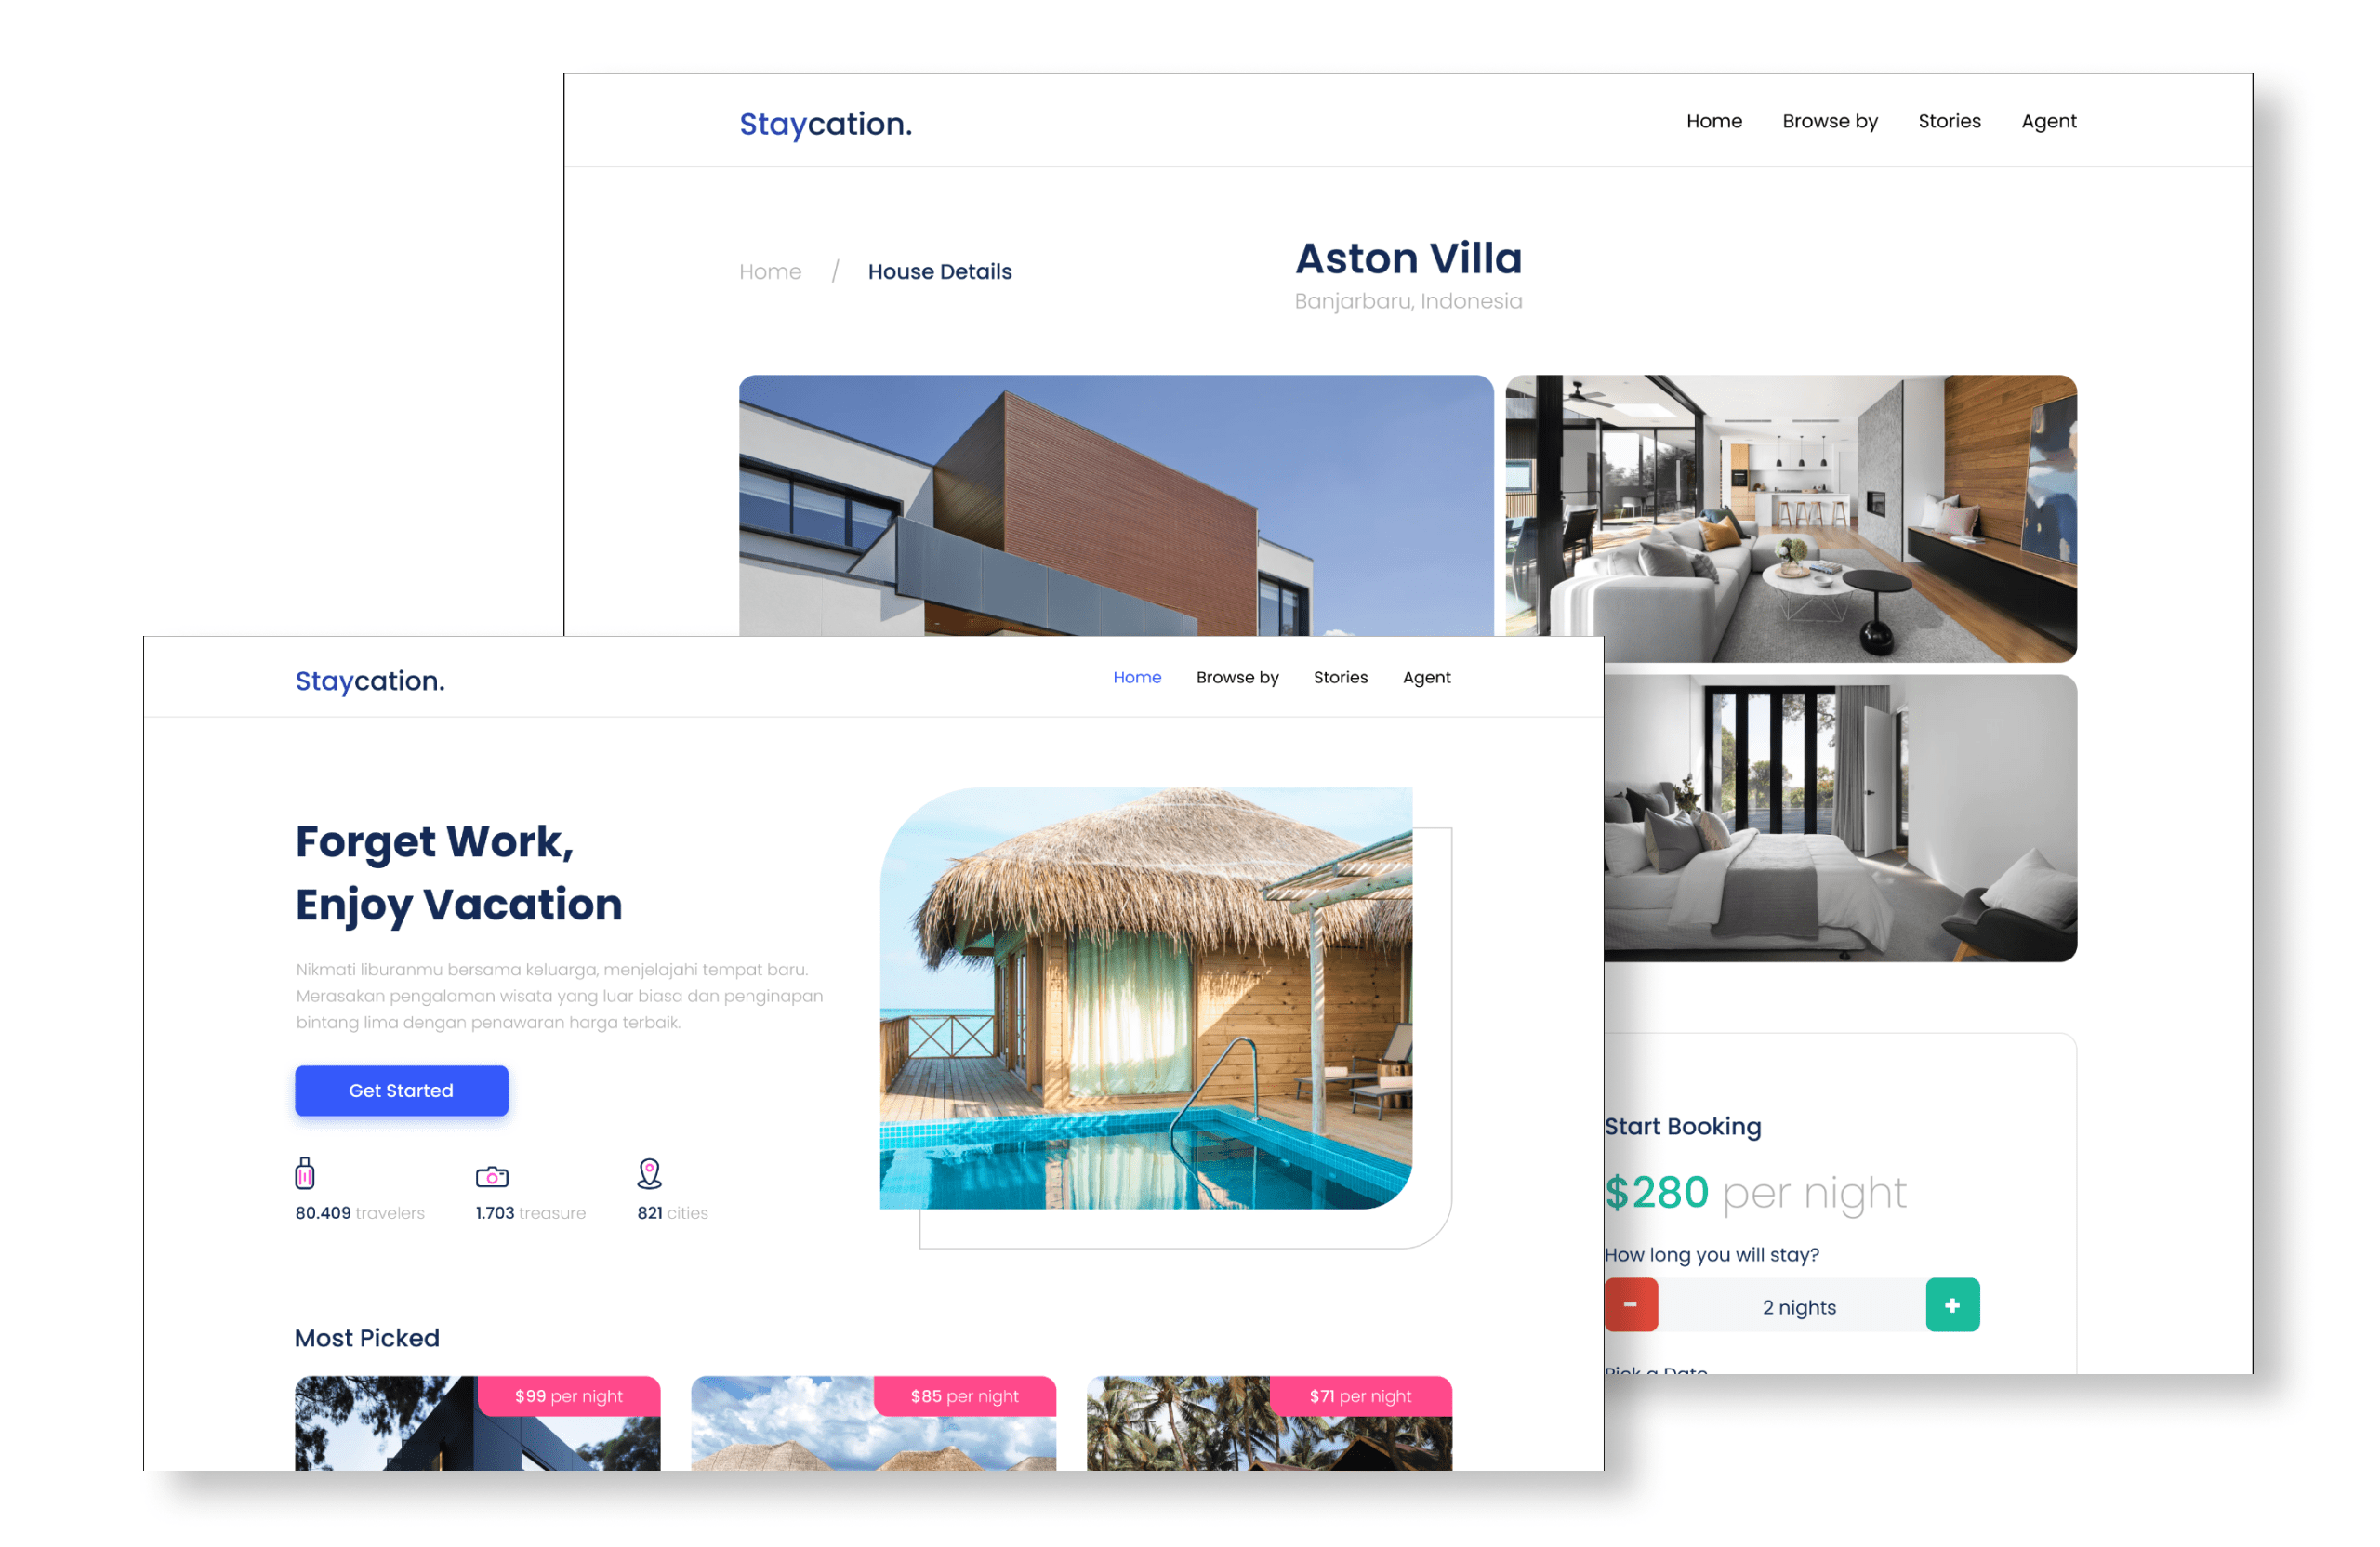 Staycation.
Home Browse by Stories Agent
Home / House Details
Aston Villa
Banjarbaru, Indonesia
Start Booking
$280 per night
How long you will stay?
- 2 nights +
Pick a Date
Staycation.
Home Browse by Stories Agent
Forget Work,
Enjoy Vacation
Nikmati liburanmu bersama keluarga, menjelajahi tempat baru.
Merasakan pengalaman wisata yang luar biasa dan penginapan
bintang lima dengan penawaran harga terbaik.
Get Started
80.409 travelers 1.703 treasure 821 cities
Most Picked
$99 per night $85 per night $71 per night